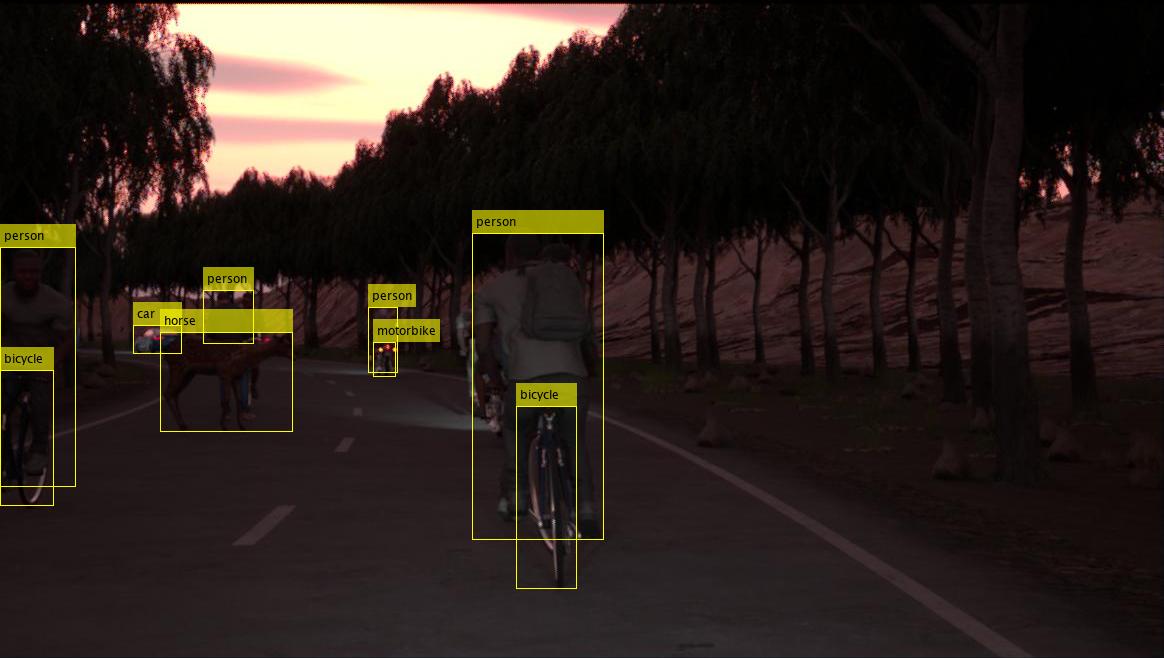 person
person
person
car
horse
person
motorbike
bicycle
bicycle